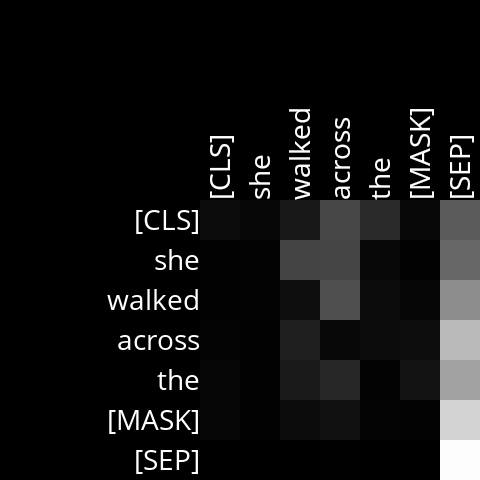 [CLS] she walked across the [MASK] [SEP]
[CLS]
she
walked
across
the
[MASK]
[SEP]